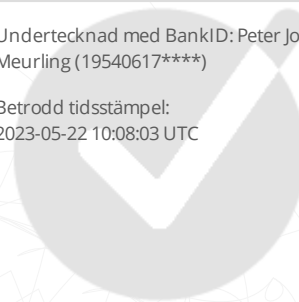 Undertecknad med BankID: Peter Jo
Meurling (19540617****)
Betrodd tidsstämpel:
2023-05-22 10:08:03 UTC